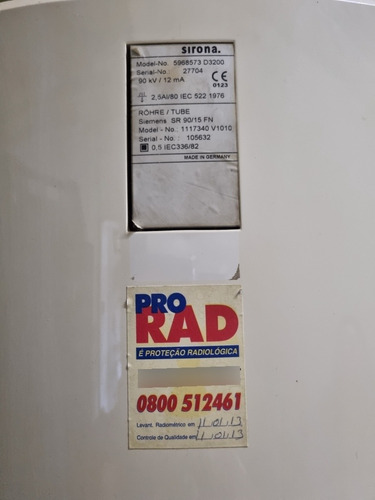 sirona.
Model-No. 5968573 D3200
Serial-No.: 27704
90 kV / 12 mA
CE
0123
2,5Al/80 IEC 522 1976
RÖHRE / TUBE
Siemens SR 90/15 FN
Model - No.: 1117340 V1010
Serial - No.: 105632
0,5 IEC336/82
MADE IN GERMANY
PRO
RAD
É PROTEÇÃO RADIOLÓGICA
0800 512461
Levant. Radiométrico em 11.01.13
Controle de Qualidade em 11.01.13